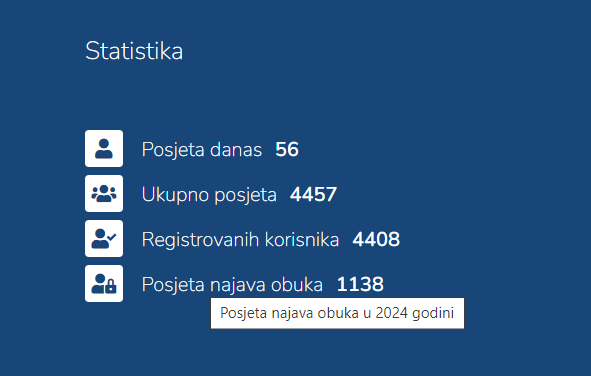 Statistika
Posjeta danas 56
Ukupno posjeta 4457
Registrovanih korisnika 4408
Posjeta najava obuka 1138
Posjeta najava obuka u 2024 godini